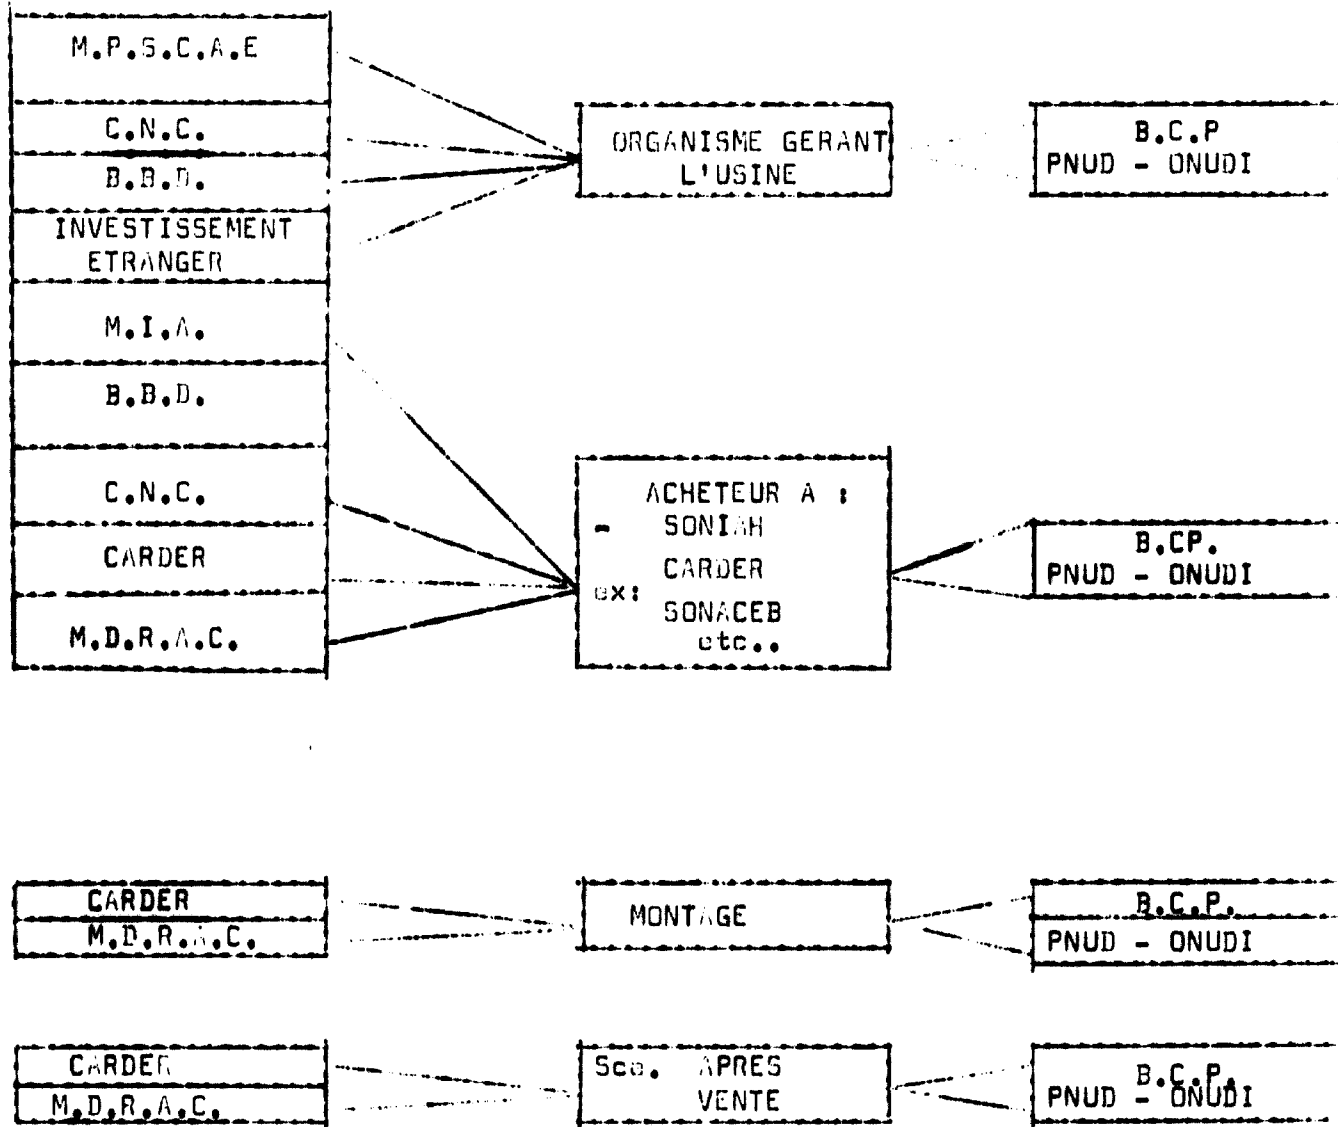 M.P.S.C.A.E
C.N.C.
B.B.D.
INVESTISSEMENT
ETRANGER
M.I.A.
B.B.D.
C.N.C.
CARDER
M.D.R.A.C.
ORGANISME GERANT
L'USINE
B.C.P
PNUD - ONUDI
ACHETEUR A :
- SONIAH
CARDER
ex:
SONACEB
etc..
B.CP.
PNUD - ONUDI
CARDER
M.D.R.A.C.
MONTAGE
B.C.P.
PNUD - ONUDI
CARDER
M.D.R.A.C.
Sce. APRES
VENTE
B.C.P.
PNUD - ONUDI